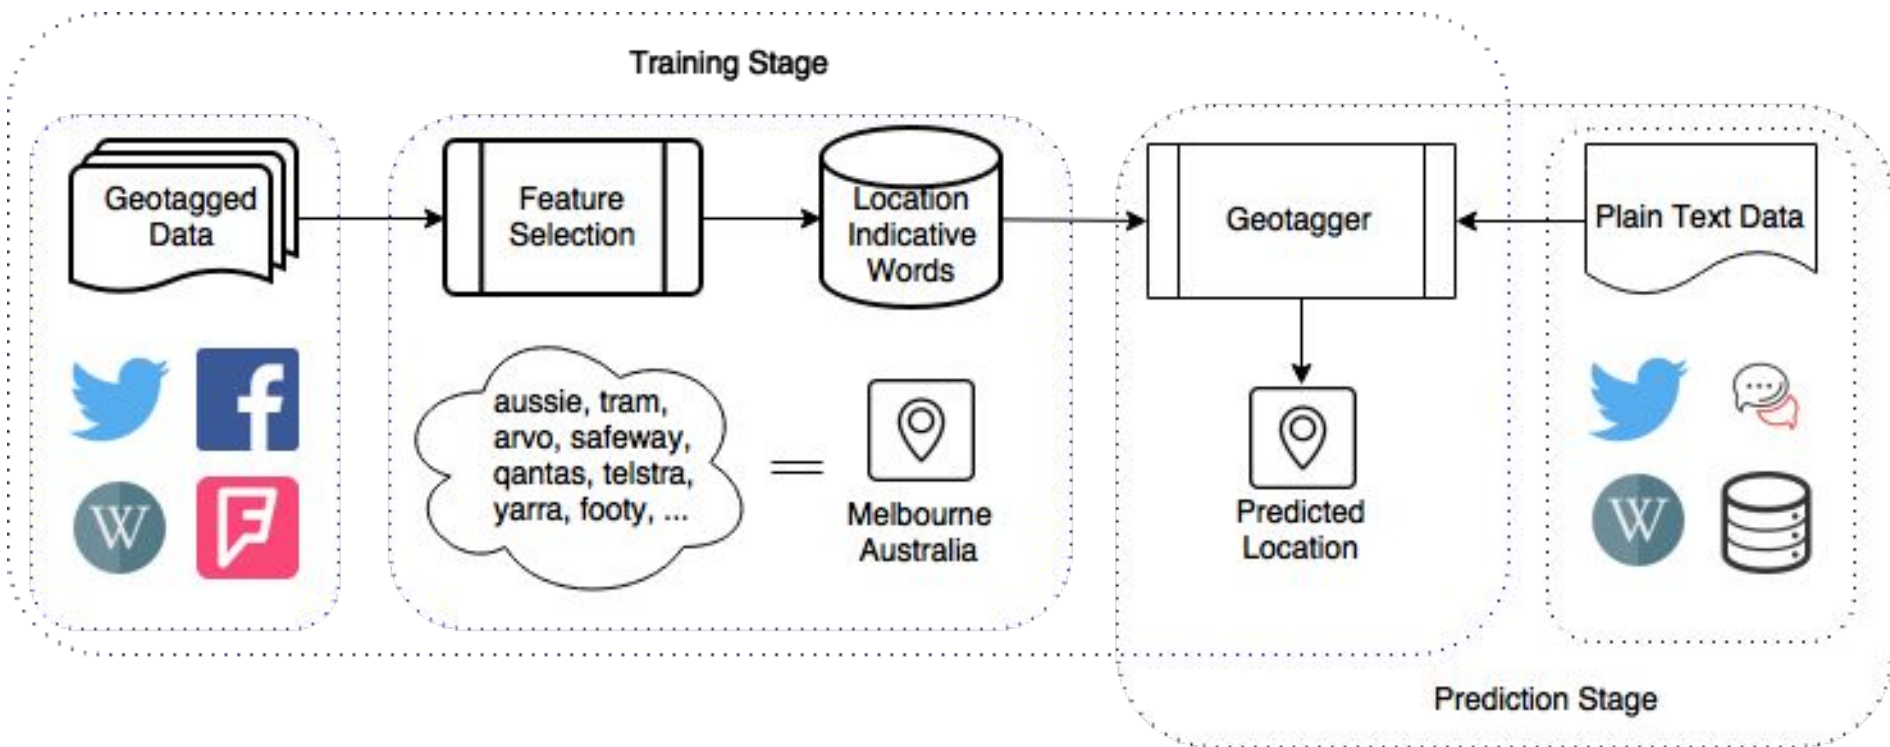 Training Stage
Geotagged
Data
Feature
Selection
Location
Indicative
Words
Geotagger
Plain Text Data
aussie, tram,
arvo, safeway,
qantas, telstra,
yarra, footy, ...
=
Melbourne
Australia
Predicted
Location
f
W
W
Prediction Stage